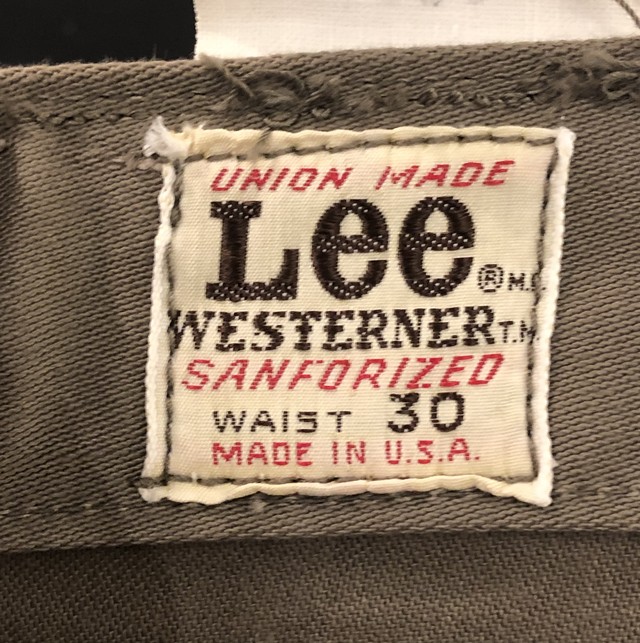 UNION MADE
Lee
® M.R.
WESTERNER T.M.
SANFORIZED
WAIST 30
MADE IN U.S.A.